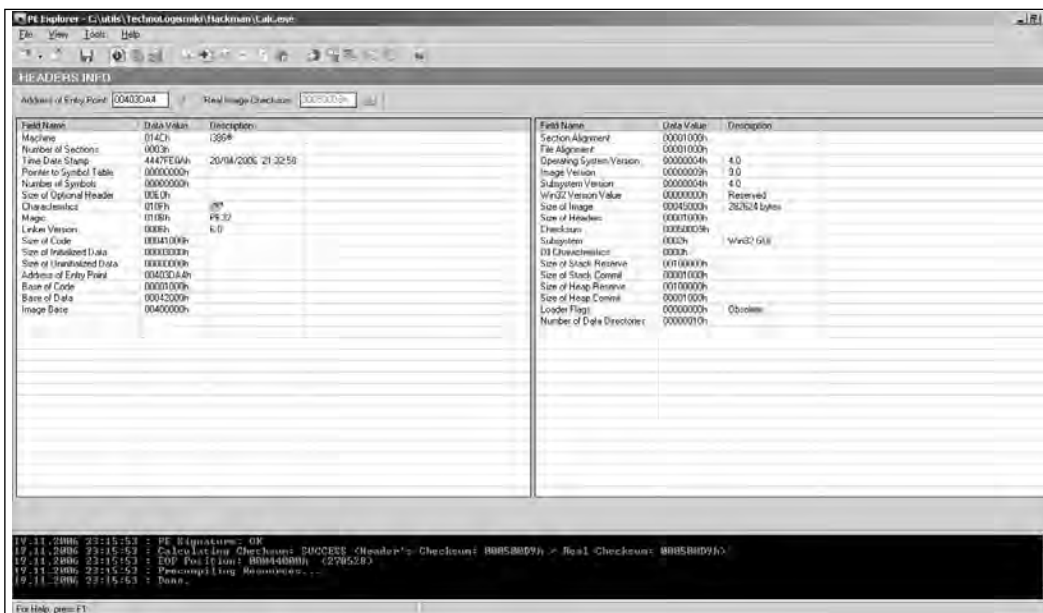 PE Explorer - C:\utils\Technologismiki\Hackman\Calc.exe
File View Tools Help
HEADERS INFO
Address of Entry Point: 00403DA4 Real Image Checksum:
Field Name Data Value Description
Machine 014Ch i386®
Number of Sections 0003h
Time Date Stamp 4447FE0Ah 20/04/2006 21:32:58
Pointer to Symbol Table 00000000h
Number of Symbols 00000000h
Size of Optional Header 00E0h
Characteristics 010Fh
Magic 010Bh PE32
Linker Version 0006h 6.0
Size of Code 00041000h
Size of Initialized Data 00003000h
Size of Uninitialized Data 00000000h
Address of Entry Point 00403DA4h
Base of Code 00001000h
Base of Data 00042000h
Image Base 00400000h
Field Name Data Value Description
Section Alignment 00001000h
File Alignment 00001000h
Operating System Version 00000004h 4.0
Image Version 00000009h 9.0
Subsystem Version 00000004h 4.0
Win32 Version Value 00000000h Reserved
Size of Image 00045000h 282624 bytes
Size of Headers 00001000h
Checksum
Subsystem 0002h Win32 GUI
Dll Characteristics 0000h
Size of Stack Reserve 00100000h
Size of Stack Commit 00001000h
Size of Heap Reserve 00100000h
Size of Heap Commit 00001000h
Loader Flags 00000000h Obsolete
Number of Data Directories 00000010h
19.11.2006 23:15:53 : PE Signature: OK
19.11.2006 23:15:53 : Calculating Checksum: SUCCESS (Header's Checksum: / Real Checksum:
19.11.2006 23:15:53 : EOF Position: 00044000h (278528)
19.11.2006 23:15:53 : Precompiling Resources...
19.11.2006 23:15:53 : Done.
For Help, press F1